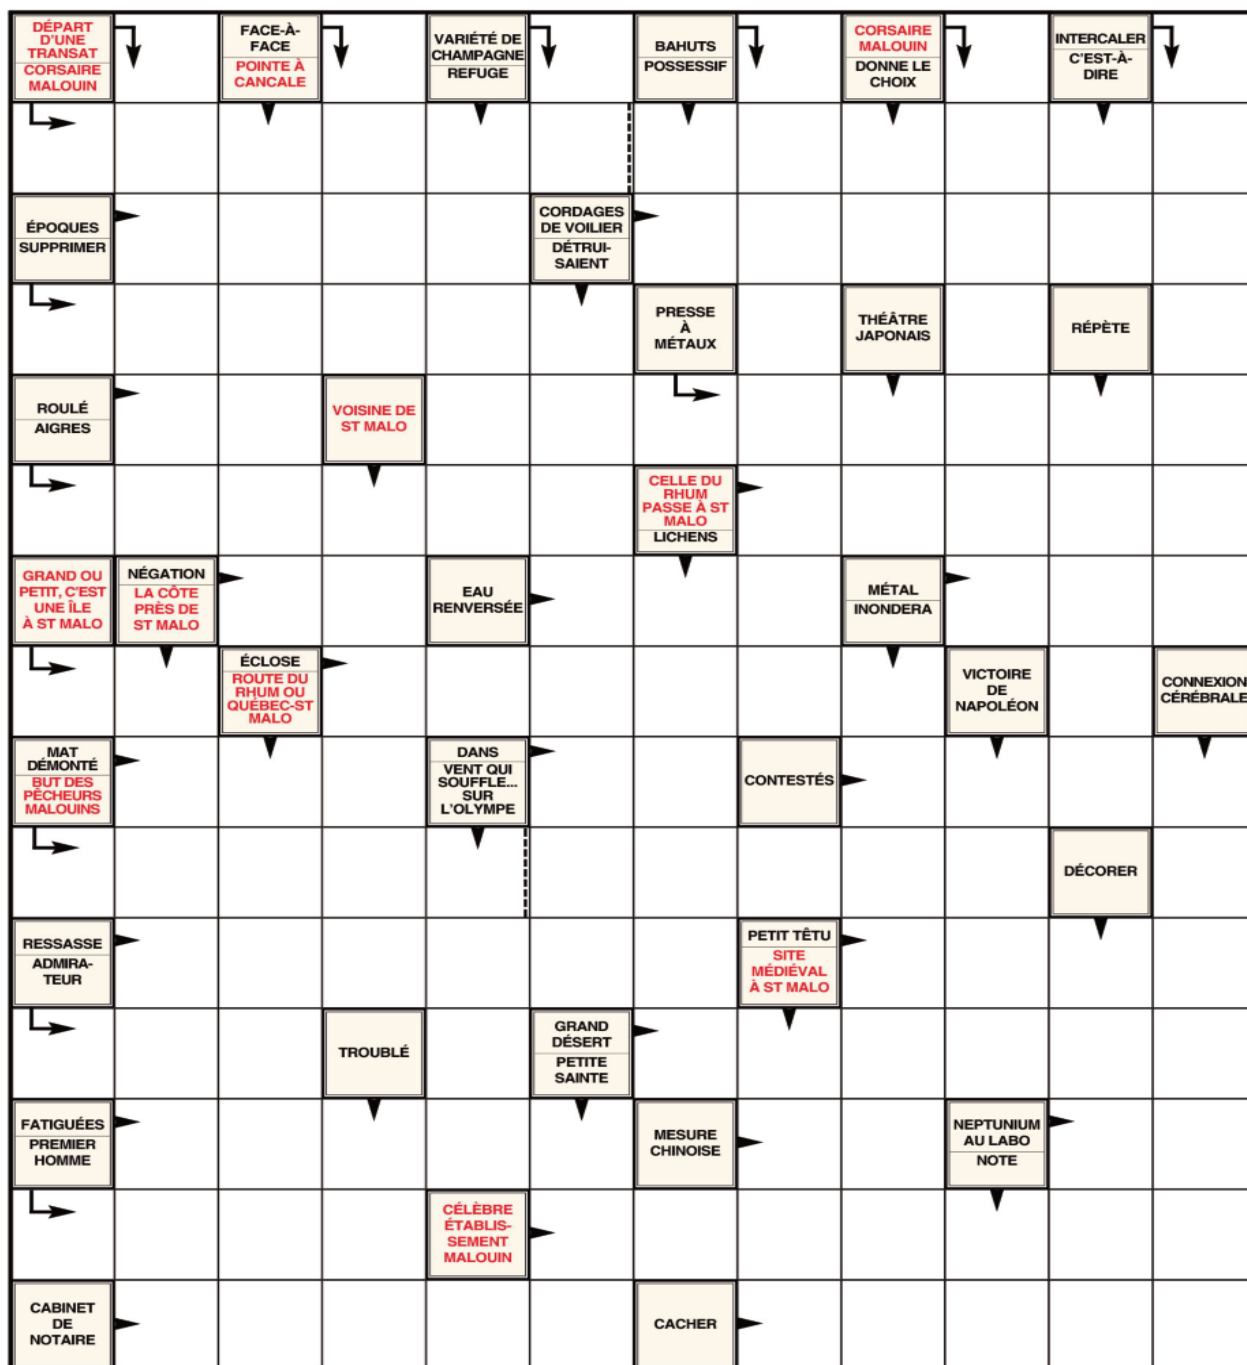 DÉPART
D'UNE
TRANSAT
CORSAIRE
MALOUIN
FACE-À-
FACE
POINTE À
CANCALE
VARIÉTÉ DE
CHAMPAGNE
REFUGE
BAHUTS
POSSESSIF
CORSAIRE
MALOUIN
DONNE LE
CHOIX
INTERCALER
C'EST-À-
DIRE
ÉPOQUES
SUPPRIMER
CORDAGES
DE VOILIER
DÉTRUI-
SAIENT
PRESSE
À
MÉTAUX
THÉÂTRE
JAPONAIS
RÉPÈTE
ROULÉ
AIGRES
VOISINE DE
ST MALO
CELLE DU
RHUM
PASSE À ST
MALO
LICHENS
GRAND OU
PETIT, C'EST
UNE ÎLE
À ST MALO
NÉGATION
LA CÔTE
PRÈS DE
ST MALO
EAU
RENVERSÉE
MÉTAL
INONDERA
ÉCLOSE
ROUTE DU
RHUM OU
QUÉBEC-ST
MALO
VICTOIRE
DE
NAPOLÉON
CONNEXION
CÉRÉBRALE
MAT
DÉMONTÉ
BUT DES
PÊCHEURS
MALOUINS
DANS
VENT QUI
SOUFFLE...
SUR
L'OLYMPE
CONTESTÉS
DÉCORER
RESSASSE
ADMIRA-
TEUR
PETIT TÊTU
SITE
MÉDIÉVAL
À ST MALO
TROUBLÉ
GRAND
DÉSERT
PETITE
SAINTE
FATIGUÉES
PREMIER
HOMME
MESURE
CHINOISE
NEPTUNIUM
AU LABO
NOTE
CÉLÈBRE
ÉTABLIS-
SEMENT
MALOUIN
CABINET
DE
NOTAIRE
CACHER